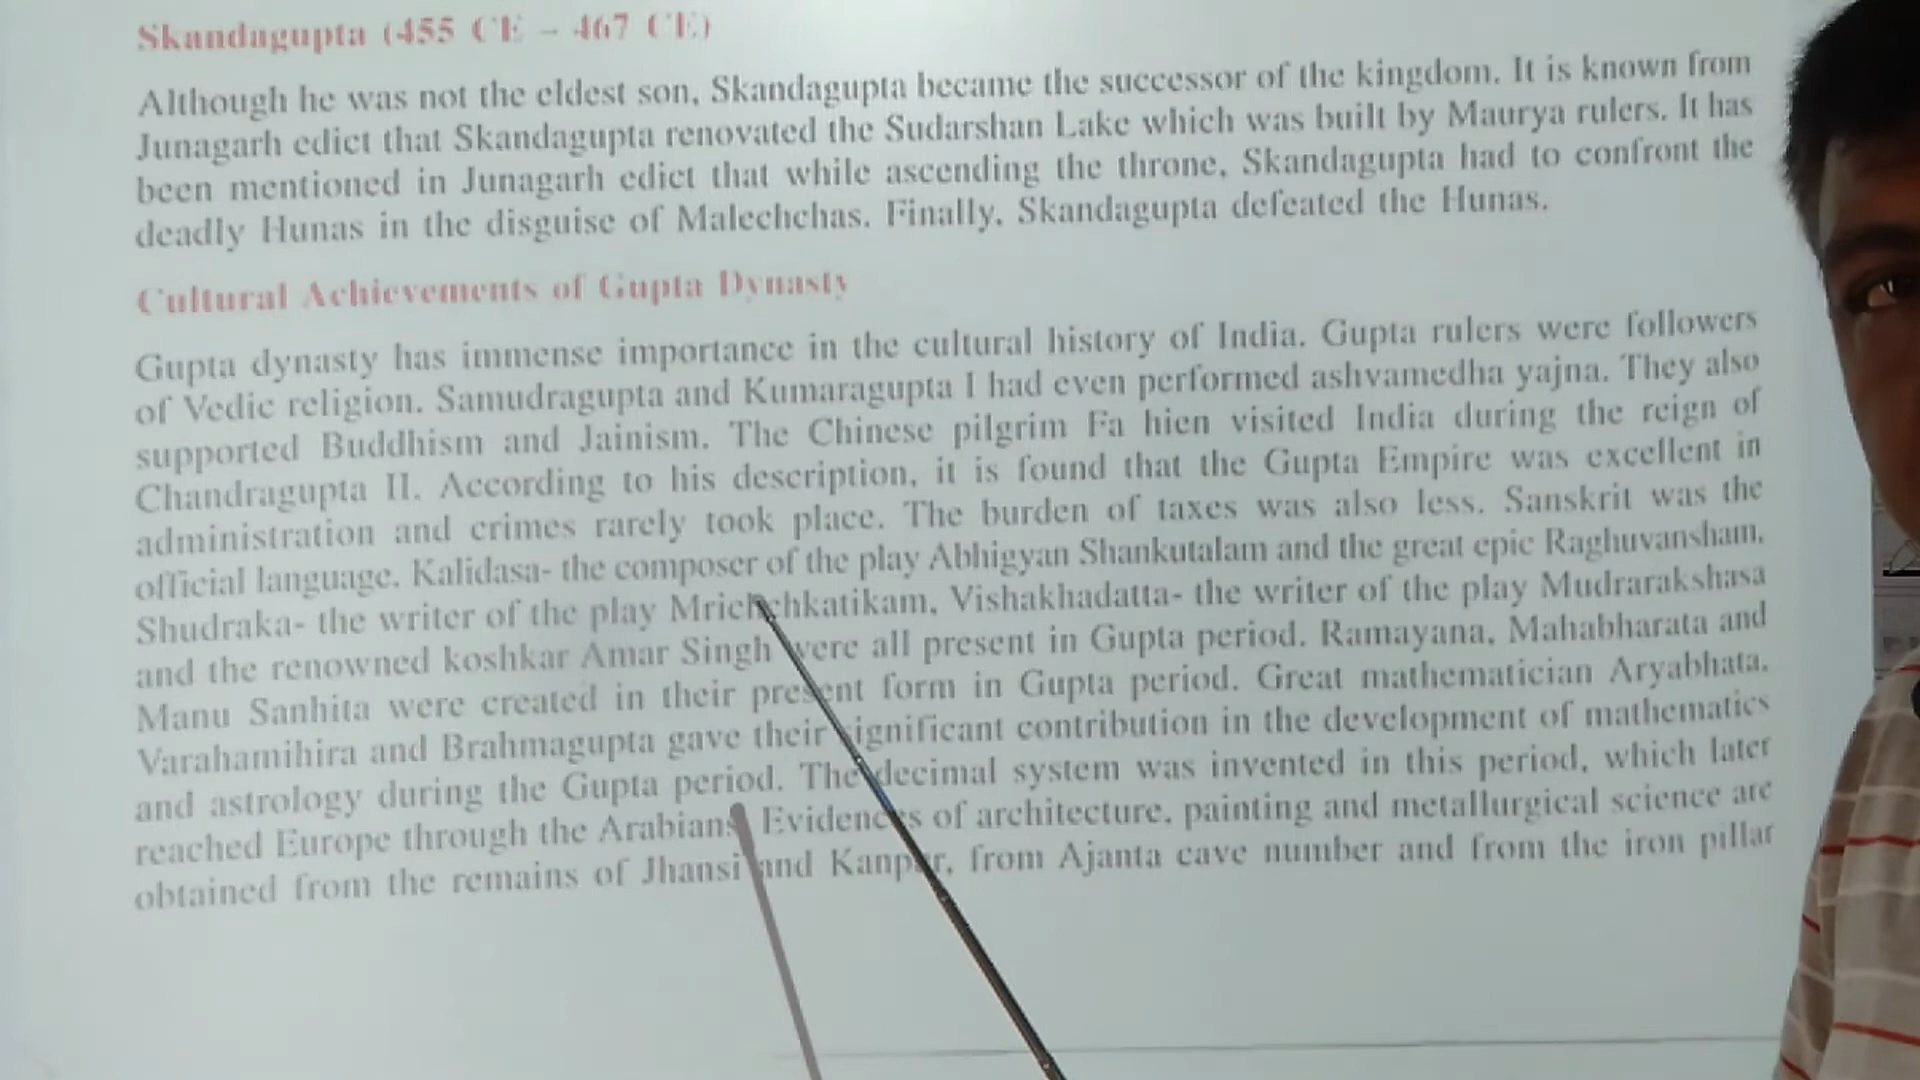 Skandagupta (455 CE – 467 CE)
Although he was not the eldest son, Skandagupta became the successor of the kingdom. It is known from
Junagarh edict that Skandagupta renovated the Sudarshan Lake which was built by Maurya rulers. It has
been mentioned in Junagarh edict that while ascending the throne, Skandagupta had to confront the
deadly Hunas in the disguise of Malechchas. Finally, Skandagupta defeated the Hunas.
Cultural Achievements of Gupta Dynasty
Gupta dynasty has immense importance in the cultural history of India. Gupta rulers were followers
of Vedic religion. Samudragupta and Kumaragupta I had even performed ashvamedha yajna. They also
supported Buddhism and Jainism. The Chinese pilgrim Fa hien visited India during the reign of
Chandragupta II. According to his description, it is found that the Gupta Empire was excellent in
administration and crimes rarely took place. The burden of taxes was also less. Sanskrit was the
official language. Kalidasa- the composer of the play Abhigyan Shankutalam and the great epic Raghuvansham,
Shudraka- the writer of the play Mrichchhkatikam, Vishakhadatta- the writer of the play Mudrarakshasa
and the renowned koshkar Amar Singh were all present in Gupta period. Ramayana, Mahabharata and
Manu Sanhita were created in their present form in Gupta period. Great mathematician Aryabhata,
Varahamihira and Brahmagupta gave their significant contribution in the development of mathematics
and astrology during the Gupta period. The decimal system was invented in this period, which later
reached Europe through the Arabians. Evidences of architecture, painting and metallurgical science are
obtained from the remains of Jhansi and Kanpur, from Ajanta cave number and from the iron pillar